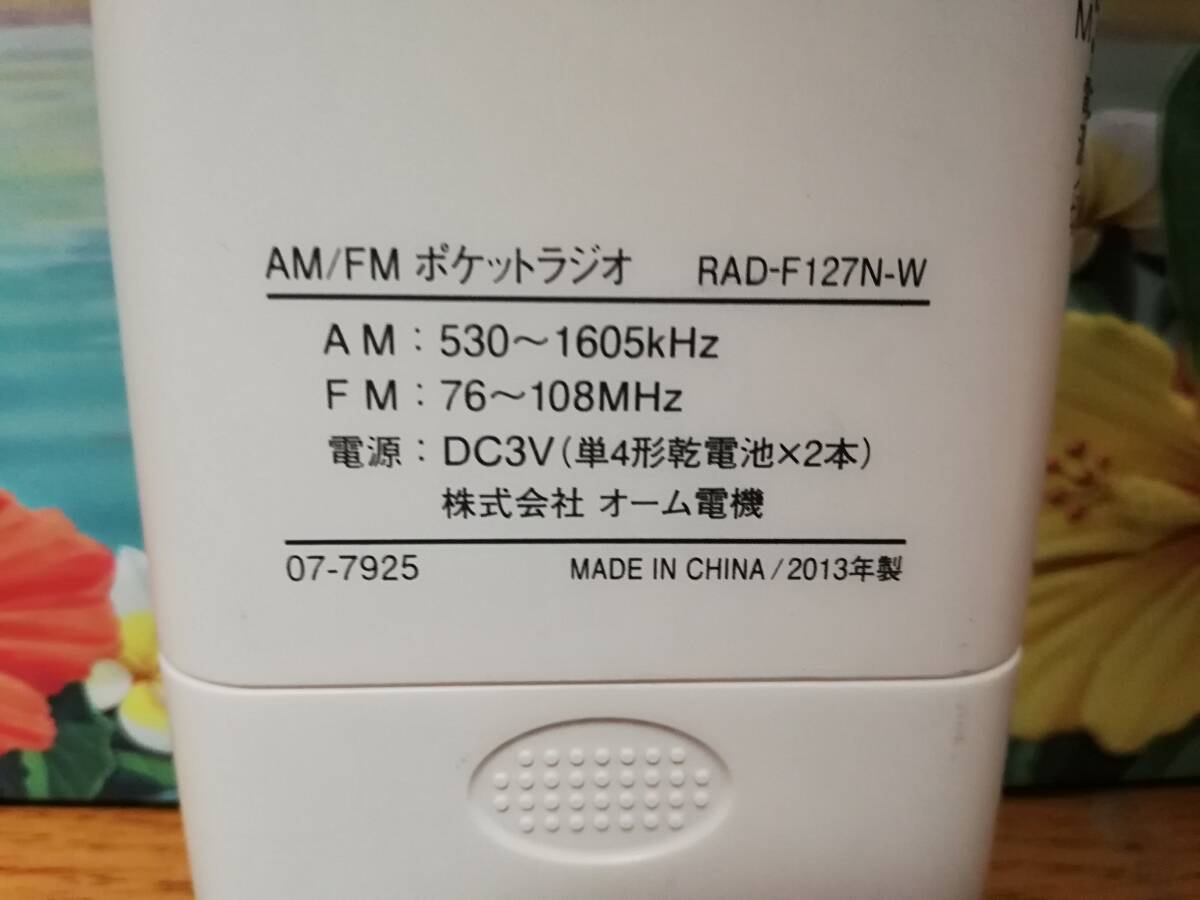 AM/FM ポケットラジオ RAD-F127N-W
AM：530～1605kHz
FM：76～108MHz
電源：DC3V（単4形乾電池×2本）
株式会社 オーム電機
07-7925 MADE IN CHINA/2013年製